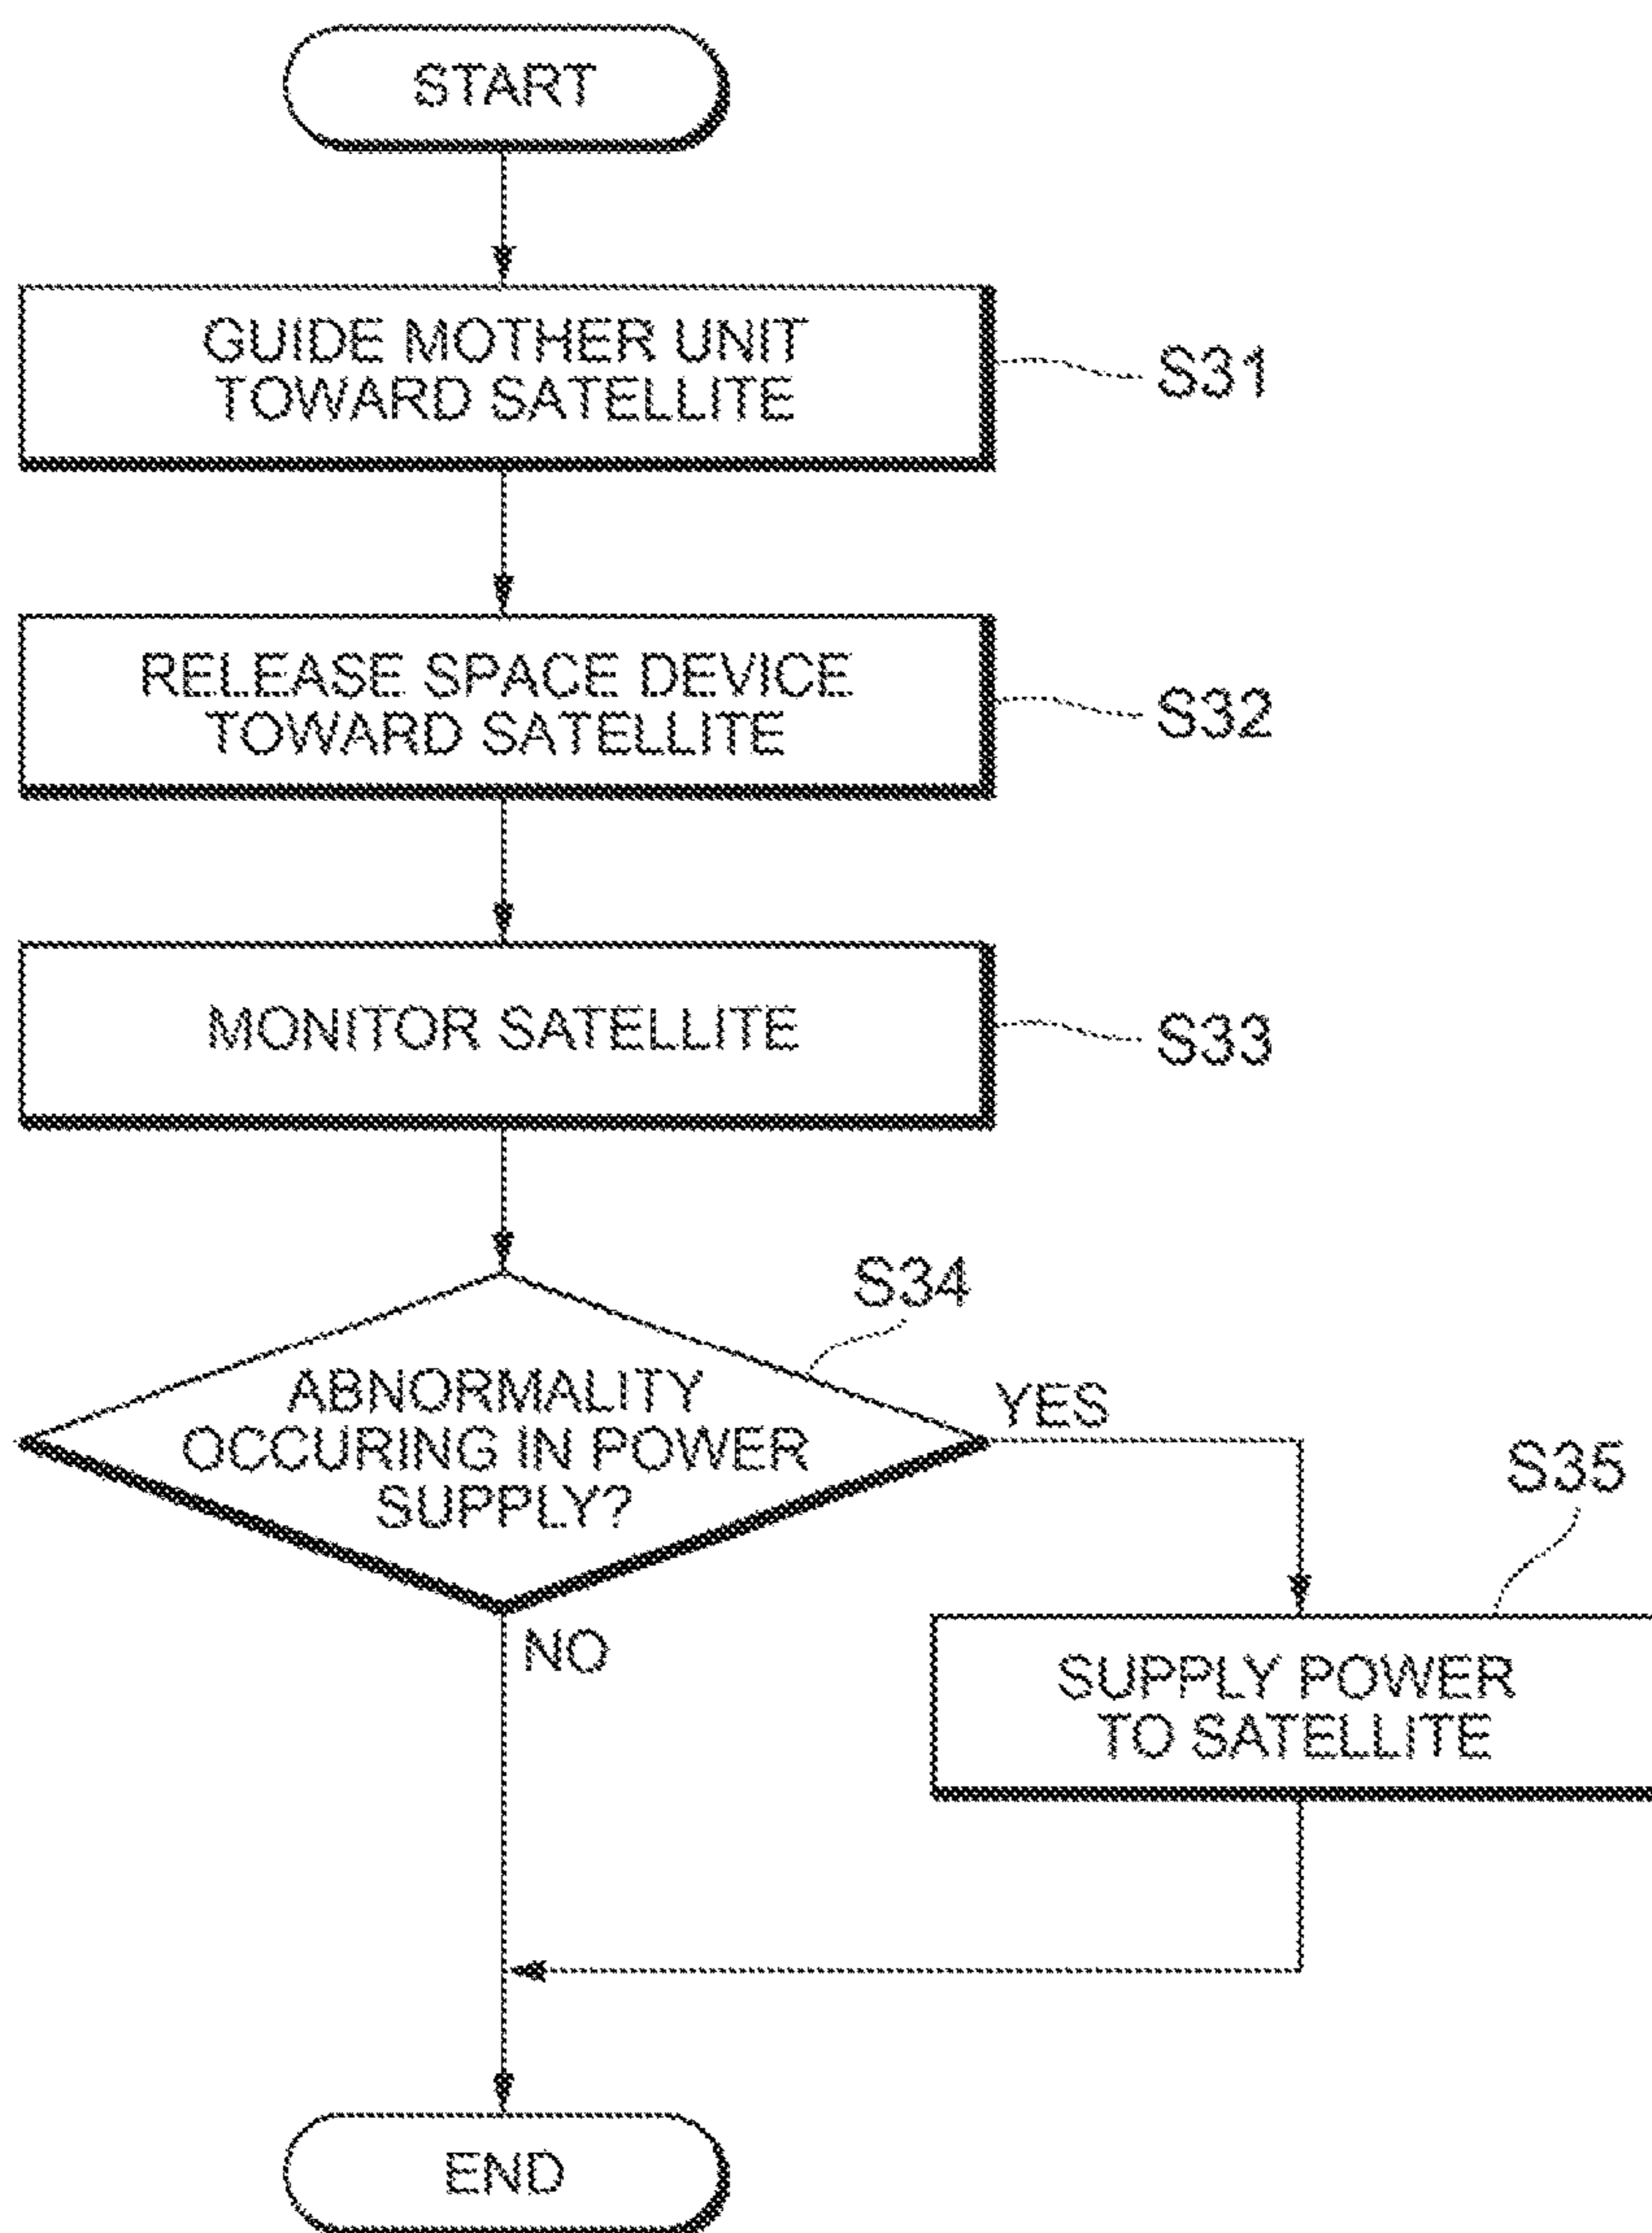 START
GUIDE MOTHER UNIT
TOWARD SATELLITE
S31
RELEASE SPACE DEVICE
TOWARD SATELLITE
S32
MONITOR SATELLITE
S33
S34
ABNORMALITY
OCCURING IN POWER
SUPPLY?
YES
S35
NO
SUPPLY POWER
TO SATELLITE
END